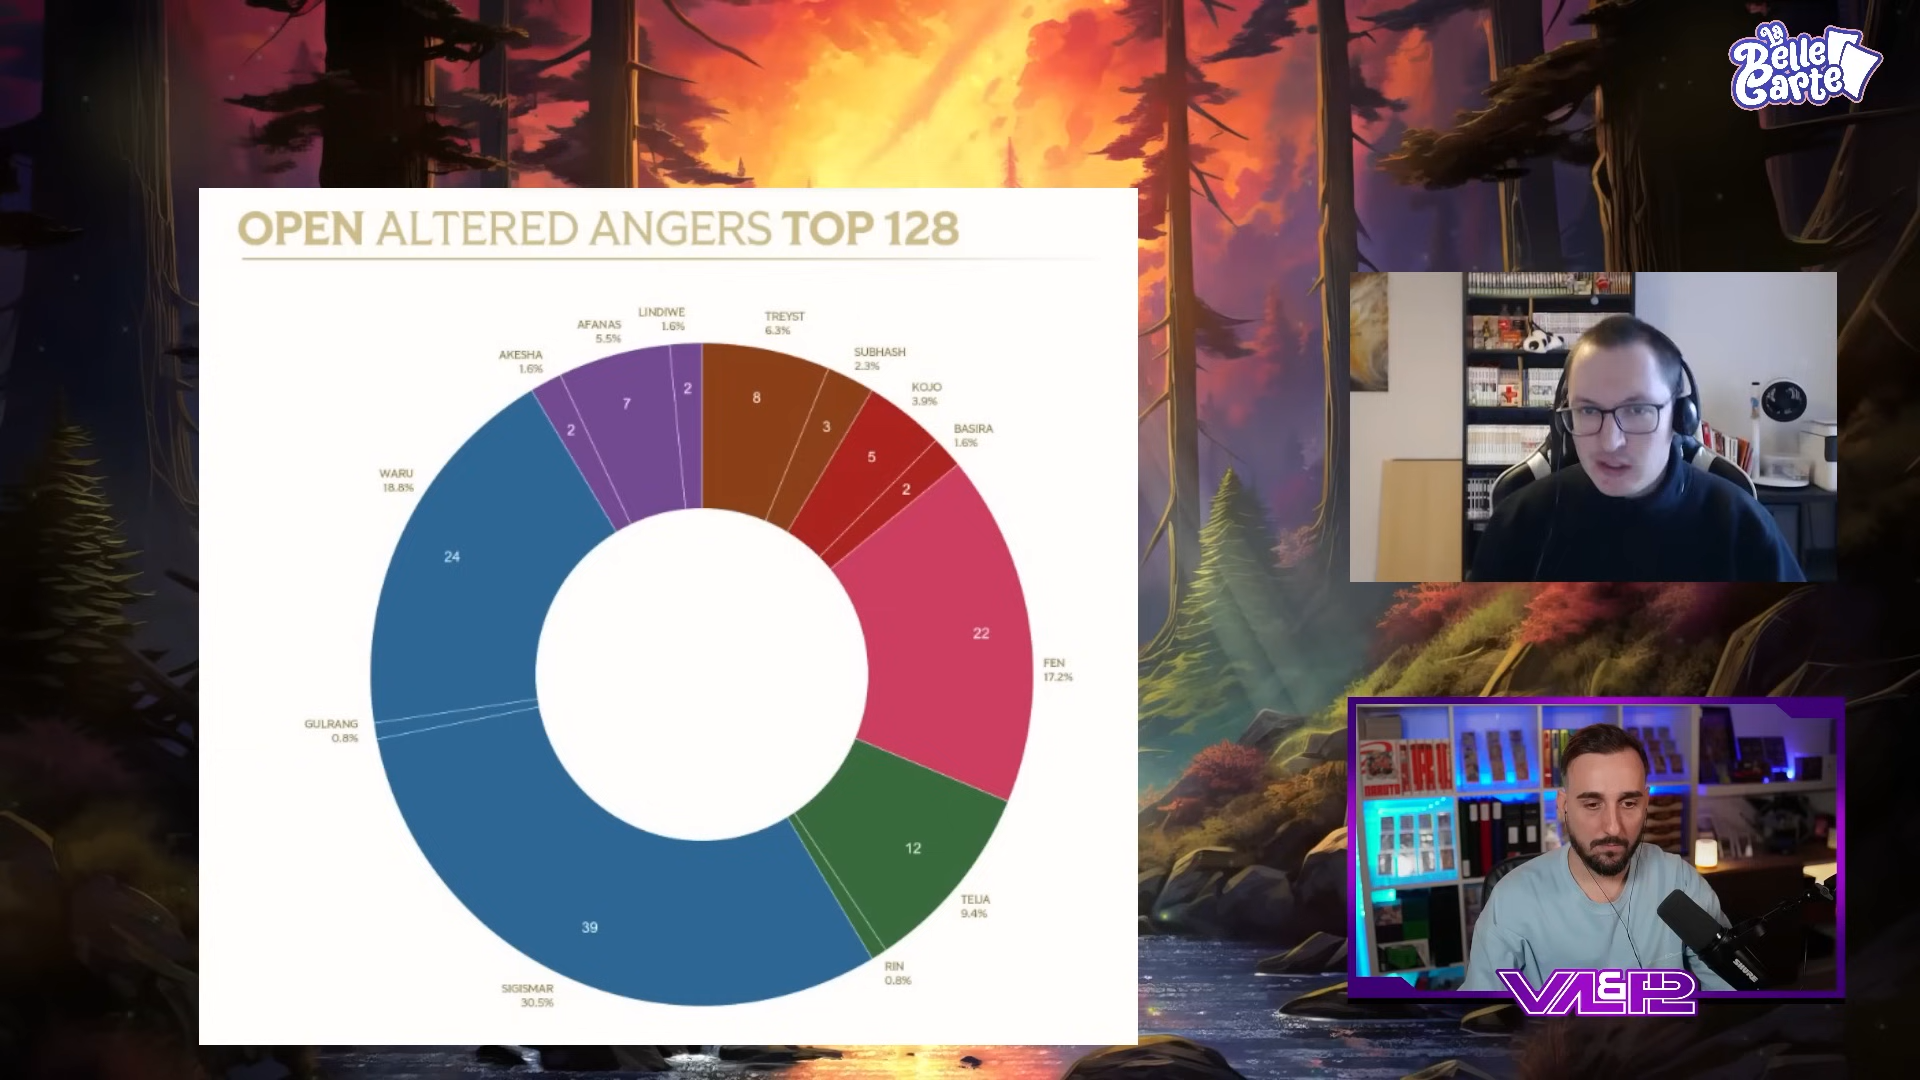 La
Belle
Carte
OPEN ALTERED ANGERS TOP 128
LINDIWE
1.6%
TREYST
6.3%
AFANAS
5.5%
SUBHASH
2.3%
AKESHA
1.6%
KOJO
3.9%
BASIRA
1.6%
2
8
7
3
2
5
2
WARU
18.8%
24
22
FEN
17.2%
GULRANG
0.8%
12
TEIJA
9.4%
39
RIN
0.8%
SIGISMAR
30.5%
SHURE